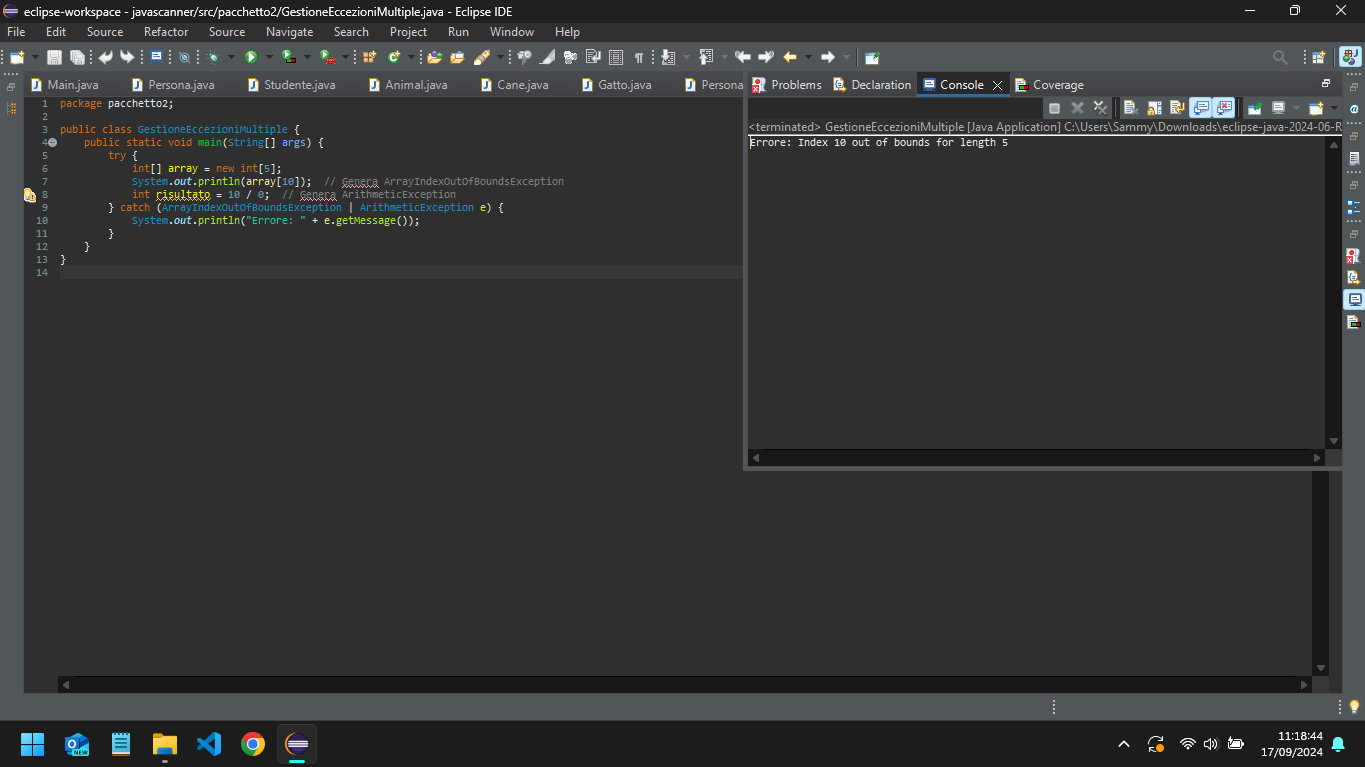 eclipse-workspace - javascanner/src/pacchetto2/GestioneEccezioniMultiple.java - Eclipse IDE
File Edit Source Refactor Source Navigate Search Project Run Window Help
Main.java Persona.java Studente.java Animal.java Cane.java Gatto.java Persona
Problems Declaration Console Coverage
<terminated> GestioneEccezioniMultiple [Java Application] C:\Users\Sammy\Downloads\eclipse-java-2024-06-R
Errore: Index 10 out of bounds for length 5
1 package pacchetto2;
2
3 public class GestioneEccezioniMultiple {
4 public static void main(String[] args) {
5 try {
6 int[] array = new int[5];
7 System.out.println(array[10]); // Genera ArrayIndexOutOfBoundsException
8 int risultato = 10 / 0; // Genera ArithmeticException
9 } catch (ArrayIndexOutOfBoundsException | ArithmeticException e) {
10 System.out.println("Errore: " + e.getMessage());
11 }
12 }
13 }
14
NEW
11:18:44
17/09/2024